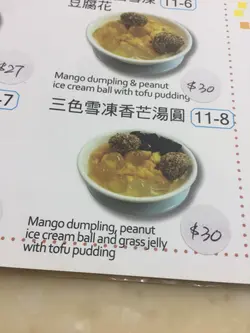 豆腐花
11-6
$27
$30
Mango dumpling & peanut
ice cream ball with tofu pudding
-7
三色雪凍香芒湯圓 11-8
$30
Mango dumpling, peanut
ice cream ball and grass jelly
with tofu pudding